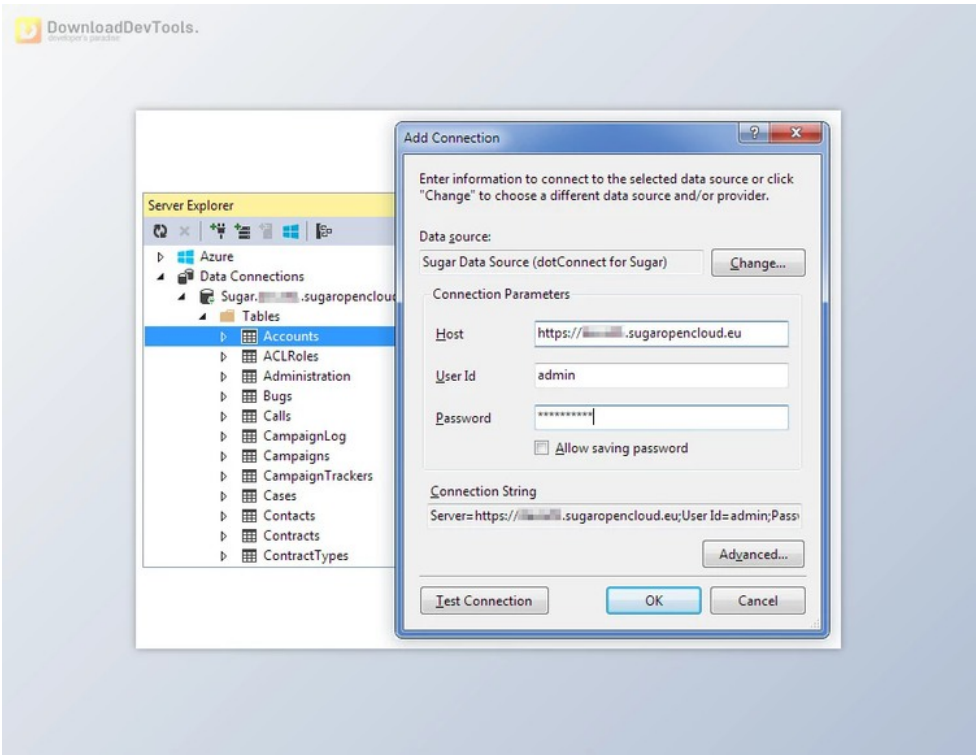 DownloadDevTools.
developer's paradise
Add Connection
Enter information to connect to the selected data source or click
"Change" to choose a different data source and/or provider.
Data source:
Sugar Data Source (dotConnect for Sugar)
Change...
Connection Parameters
Host
https://
.sugaropencloud.eu
User Id
admin
Password
**********
Allow saving password
Connection String
Server=https://
.sugaropencloud.eu;User Id=admin;Passw
Advanced...
Test Connection
OK
Cancel
Server Explorer
Azure
Data Connections
Sugar.
.sugaropencloud
Tables
Accounts
ACLRoles
Administration
Bugs
Calls
CampaignLog
Campaigns
CampaignTrackers
Cases
Contacts
Contracts
ContractTypes